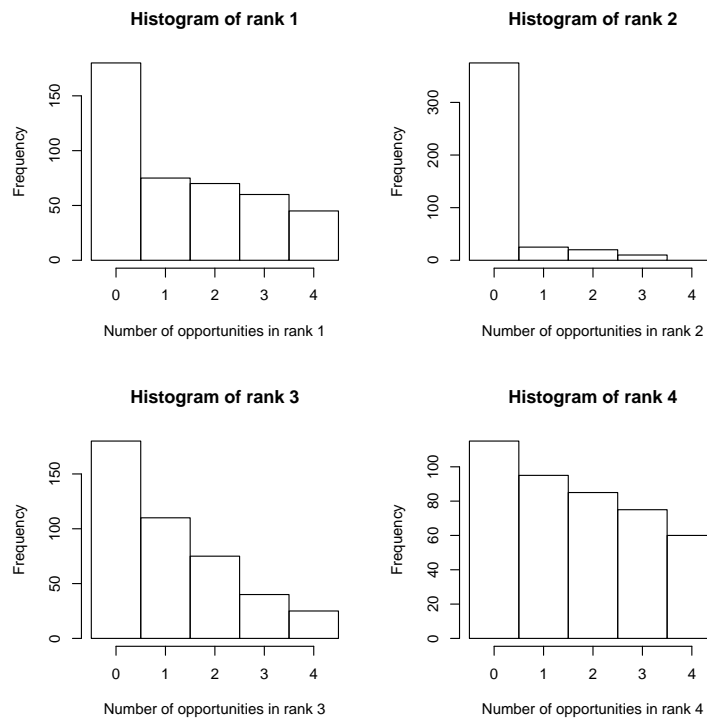 Histogram of rank 1
Frequency
0 50 100 150
0 1 2 3 4
Number of opportunities in rank 1
Histogram of rank 2
Frequency
0 100 200 300
0 1 2 3 4
Number of opportunities in rank 2
Histogram of rank 3
Frequency
0 50 100 150
0 1 2 3 4
Number of opportunities in rank 3
Histogram of rank 4
Frequency
0 20 40 60 80 100
0 1 2 3 4
Number of opportunities in rank 4